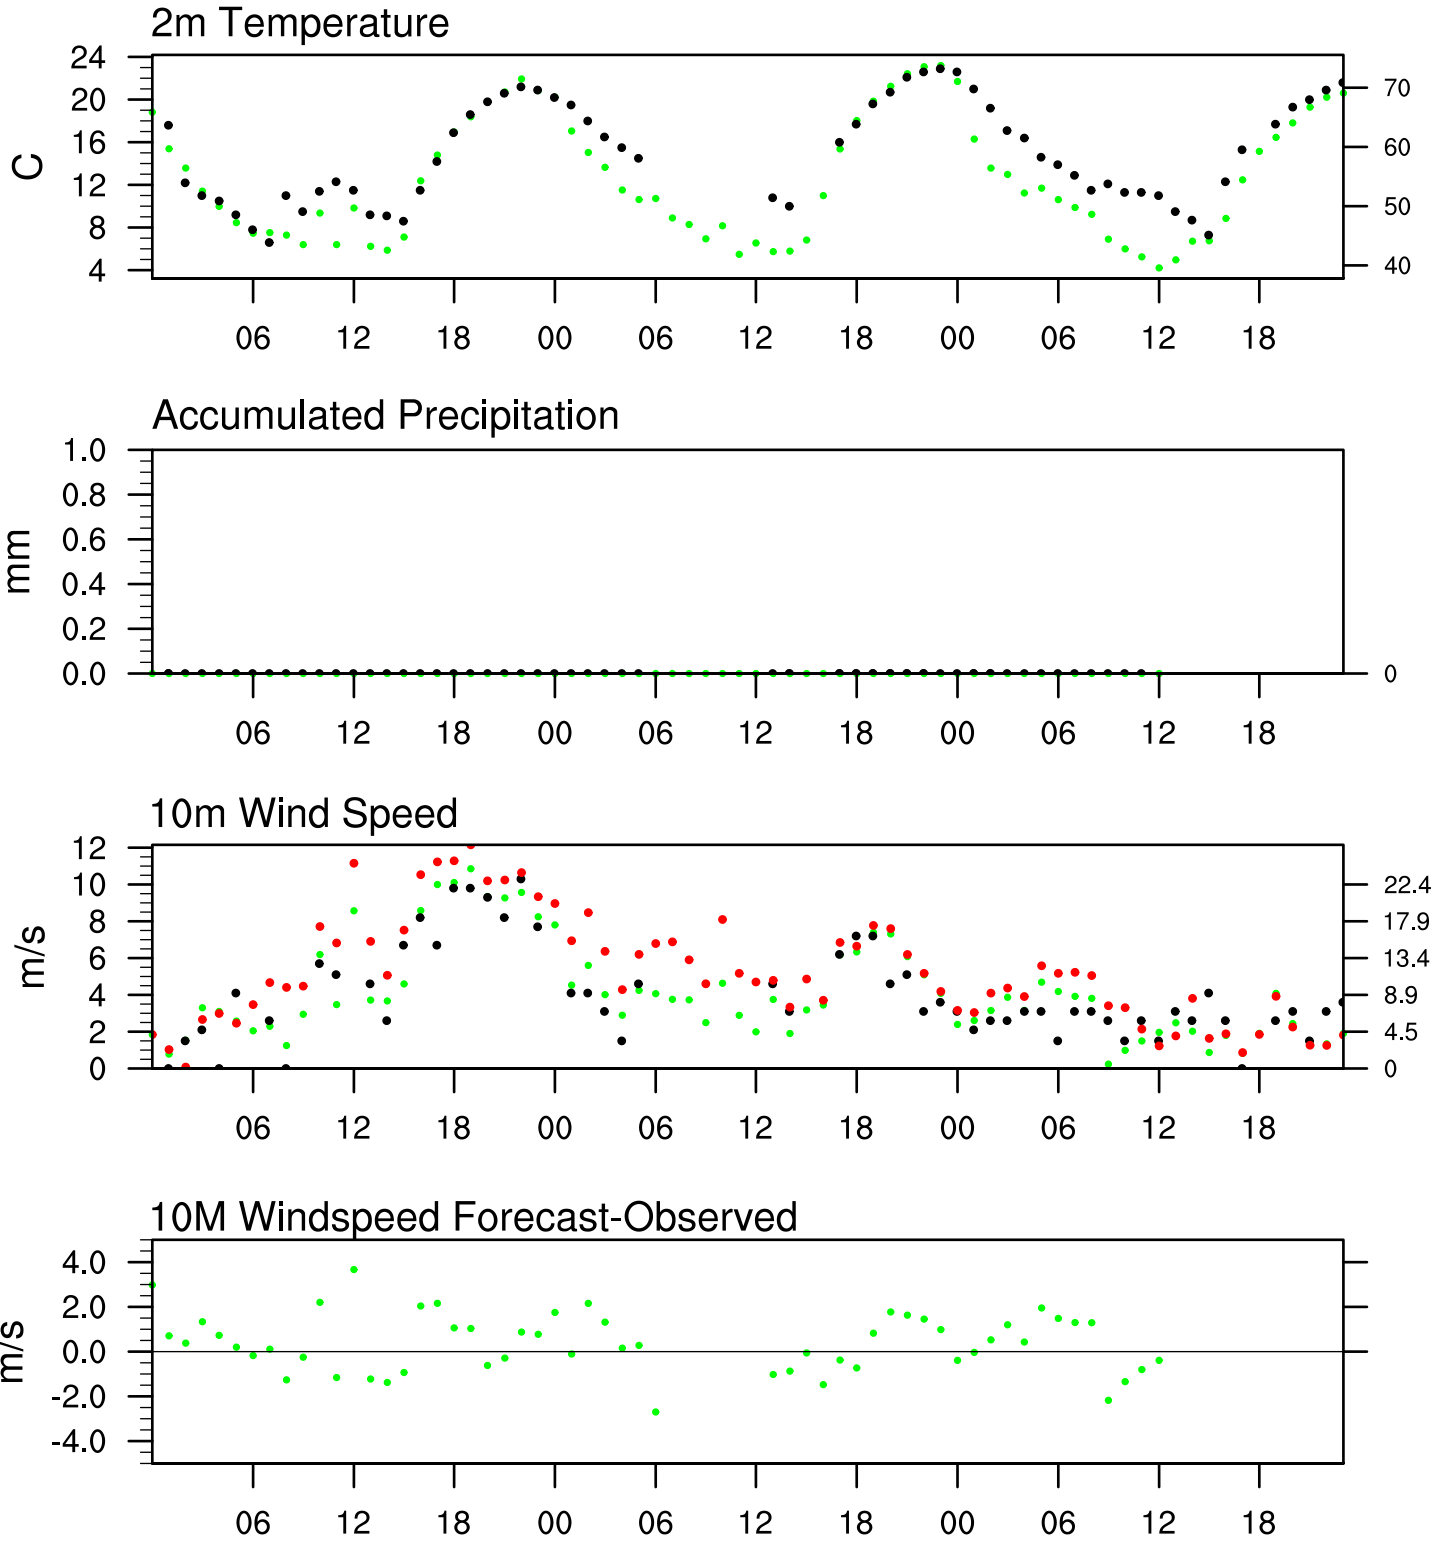 2m Temperature
24
20
16
12
8
4
C
70
60
50
40
06 12 18 00 06 12 18 00 06 12 18
Accumulated Precipitation
1.0
0.8
0.6
0.4
0.2
0.0
mm
0
06 12 18 00 06 12 18 00 06 12 18
10m Wind Speed
12
10
8
6
4
2
0
m/s
22.4
17.9
13.4
8.9
4.5
0
06 12 18 00 06 12 18 00 06 12 18
10M Windspeed Forecast-Observed
4.0
2.0
0.0
-2.0
-4.0
m/s
06 12 18 00 06 12 18 00 06 12 18